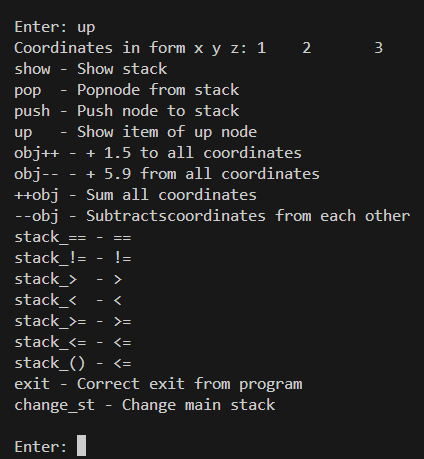 Enter: up
Coordinates in form x y z: 1    2       3
show - Show stack
pop  - Popnode from stack
push - Push node to stack
up   - Show item of up node
obj++ - + 1.5 to all coordinates
obj-- - + 5.9 from all coordinates
++obj - Sum all coordinates
--obj - Subtractscoordinates from each other
stack_== - ==
stack_!= - !=
stack_>  - >
stack_<  - <
stack_>= - >=
stack_<= - <=
stack_() - <=
exit - Correct exit from program
change_st - Change main stack
Enter: